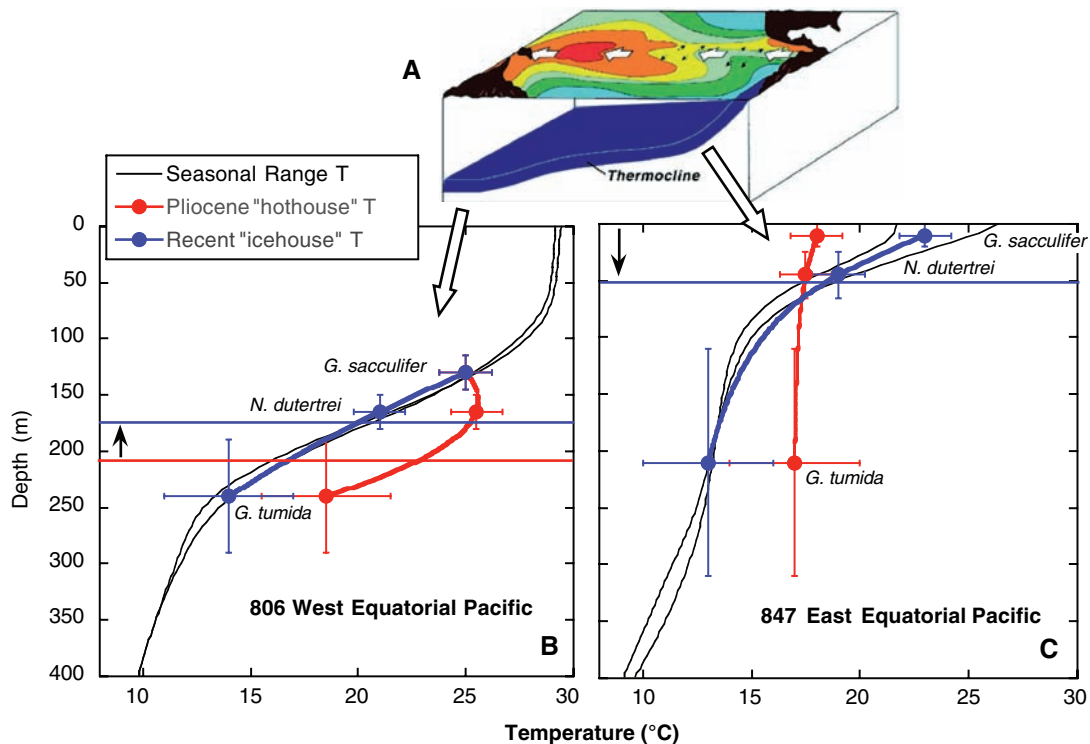 A
Thermocline
Seasonal Range T
Pliocene "hothouse" T
Recent "icehouse" T
0
50
100
150
200
250
300
350
400
Depth (m)
G. sacculifer
N. dutertrei
G. tumida
806 West Equatorial Pacific
B
10
15
20
25
30
G. sacculifer
N. dutertrei
G. tumida
847 East Equatorial Pacific
C
10
15
20
25
30
Temperature (°C)